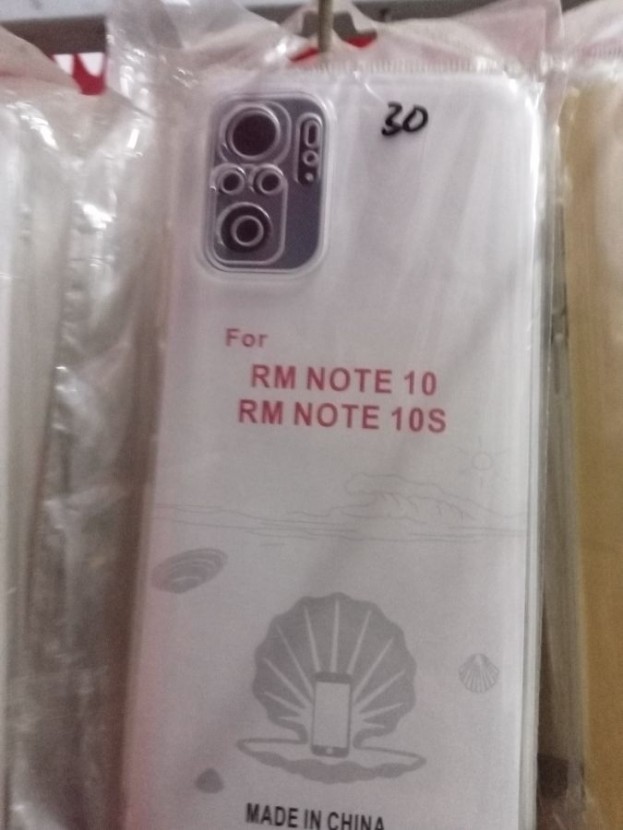 30
For
RM NOTE 10
RM NOTE 10S
MADE IN CHINA